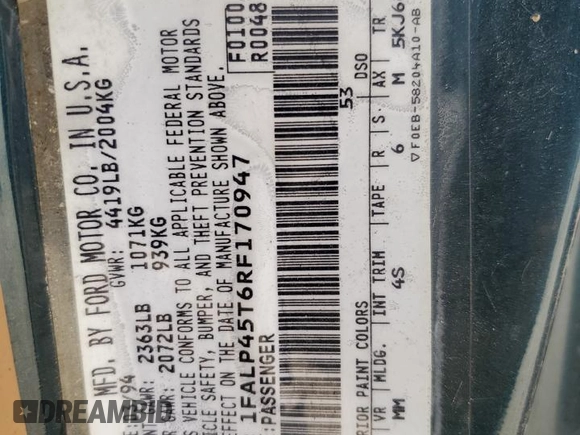 MFD. BY FORD MOTOR CO. IN U.S.A.
94 GVWR: 4419LB/2004KG
2363LB 1071KG
2072LB 939KG
VEHICLE CONFORMS TO ALL APPLICABLE FEDERAL MOTOR
VEHICLE SAFETY, BUMPER, AND THEFT PREVENTION STANDARDS
EFFECT ON THE DATE OF MANUFACTURE SHOWN ABOVE.
1FALP45T6RF170947
PASSENGER
F0100
R0048
53 DSO
PAINT COLORS
VR MLDG. INT TRIM TAPE R S. AX TR
MM 4S 6 M 5KJ6
▽F0EB-58204A10-AB
DREAMBID